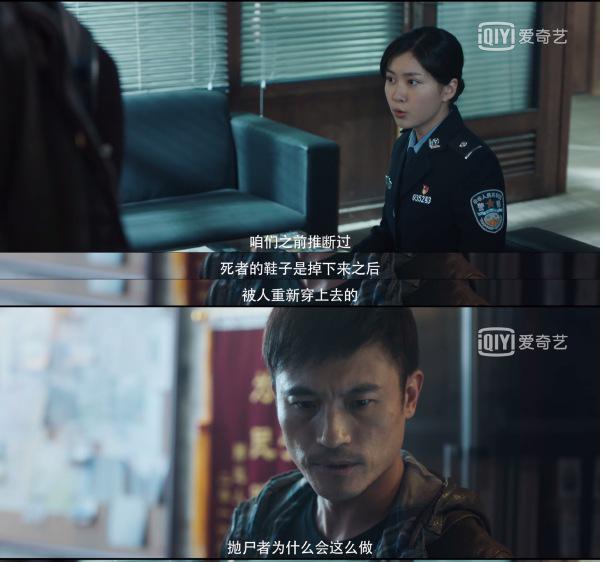 iQIYI 爱奇艺
035243
咱们之前推断过
死者的鞋子是掉下来之后
被人重新穿上去的
iQIYI 爱奇艺
抛尸者为什么会这么做